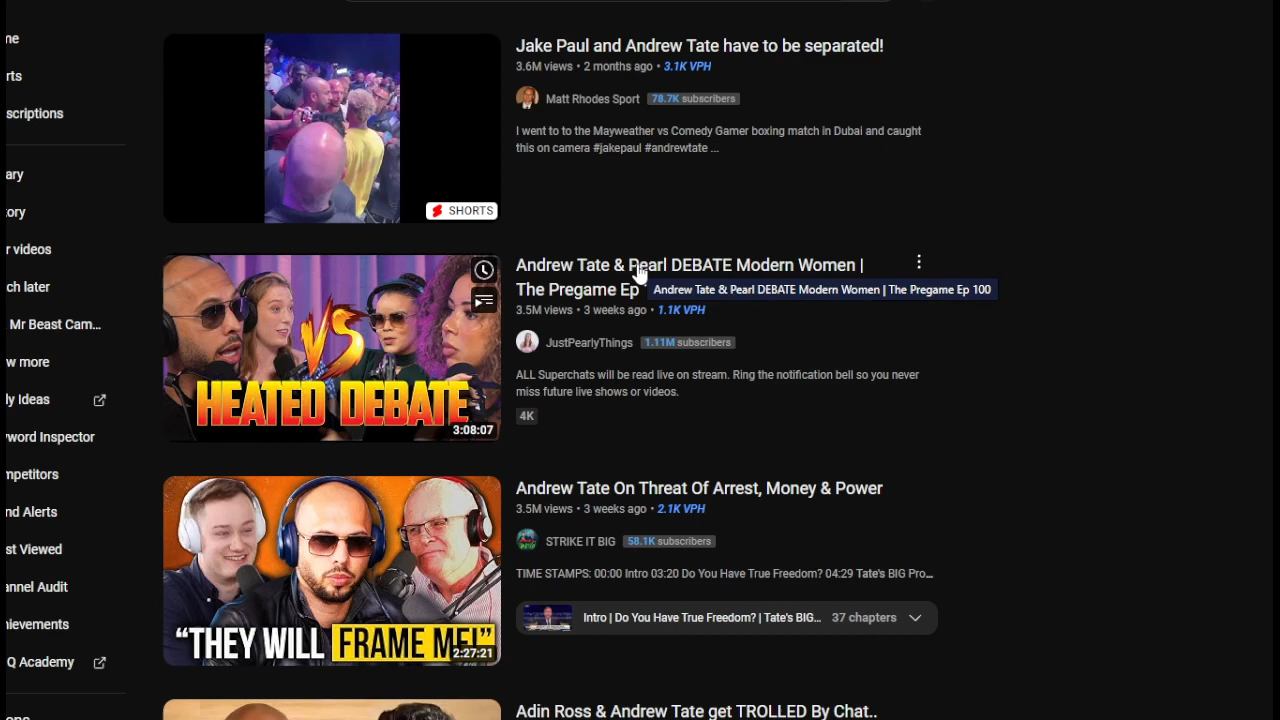 me
rts
scriptions
ary
ory
r videos
ch later
Mr Beast Cam...
w more
ly Ideas
word Inspector
mpetitors
nd Alerts
st Viewed
annel Audit
hievements
Q Academy
Jake Paul and Andrew Tate have to be separated!
3.6M views • 2 months ago • 3.1K VPH
Matt Rhodes Sport 78.7K subscribers
I went to to the Mayweather vs Comedy Gamer boxing match in Dubai and caught
this on camera #jakepaul #andrewtate ...
SHORTS
Andrew Tate & Pearl DEBATE Modern Women |
The Pregame Ep
Andrew Tate & Pearl DEBATE Modern Women | The Pregame Ep 100
3.5M views • 3 weeks ago • 1.1K VPH
JustPearlyThings 1.11M subscribers
ALL Superchats will be read live on stream. Ring the notification bell so you never
miss future live shows or videos.
4K
VS
HEATED DEBATE
3:08:07
Andrew Tate On Threat Of Arrest, Money & Power
3.5M views • 3 weeks ago • 2.1K VPH
STRIKE IT BIG 58.1K subscribers
TIME STAMPS: 00:00 Intro 03:20 Do You Have True Freedom? 04:29 Tate's BIG Pro...
Intro | Do You Have True Freedom? | Tate's BIG... 37 chapters
"THEY WILL FRAME ME!"
2:27:21
Adin Ross & Andrew Tate get TROLLED By Chat..